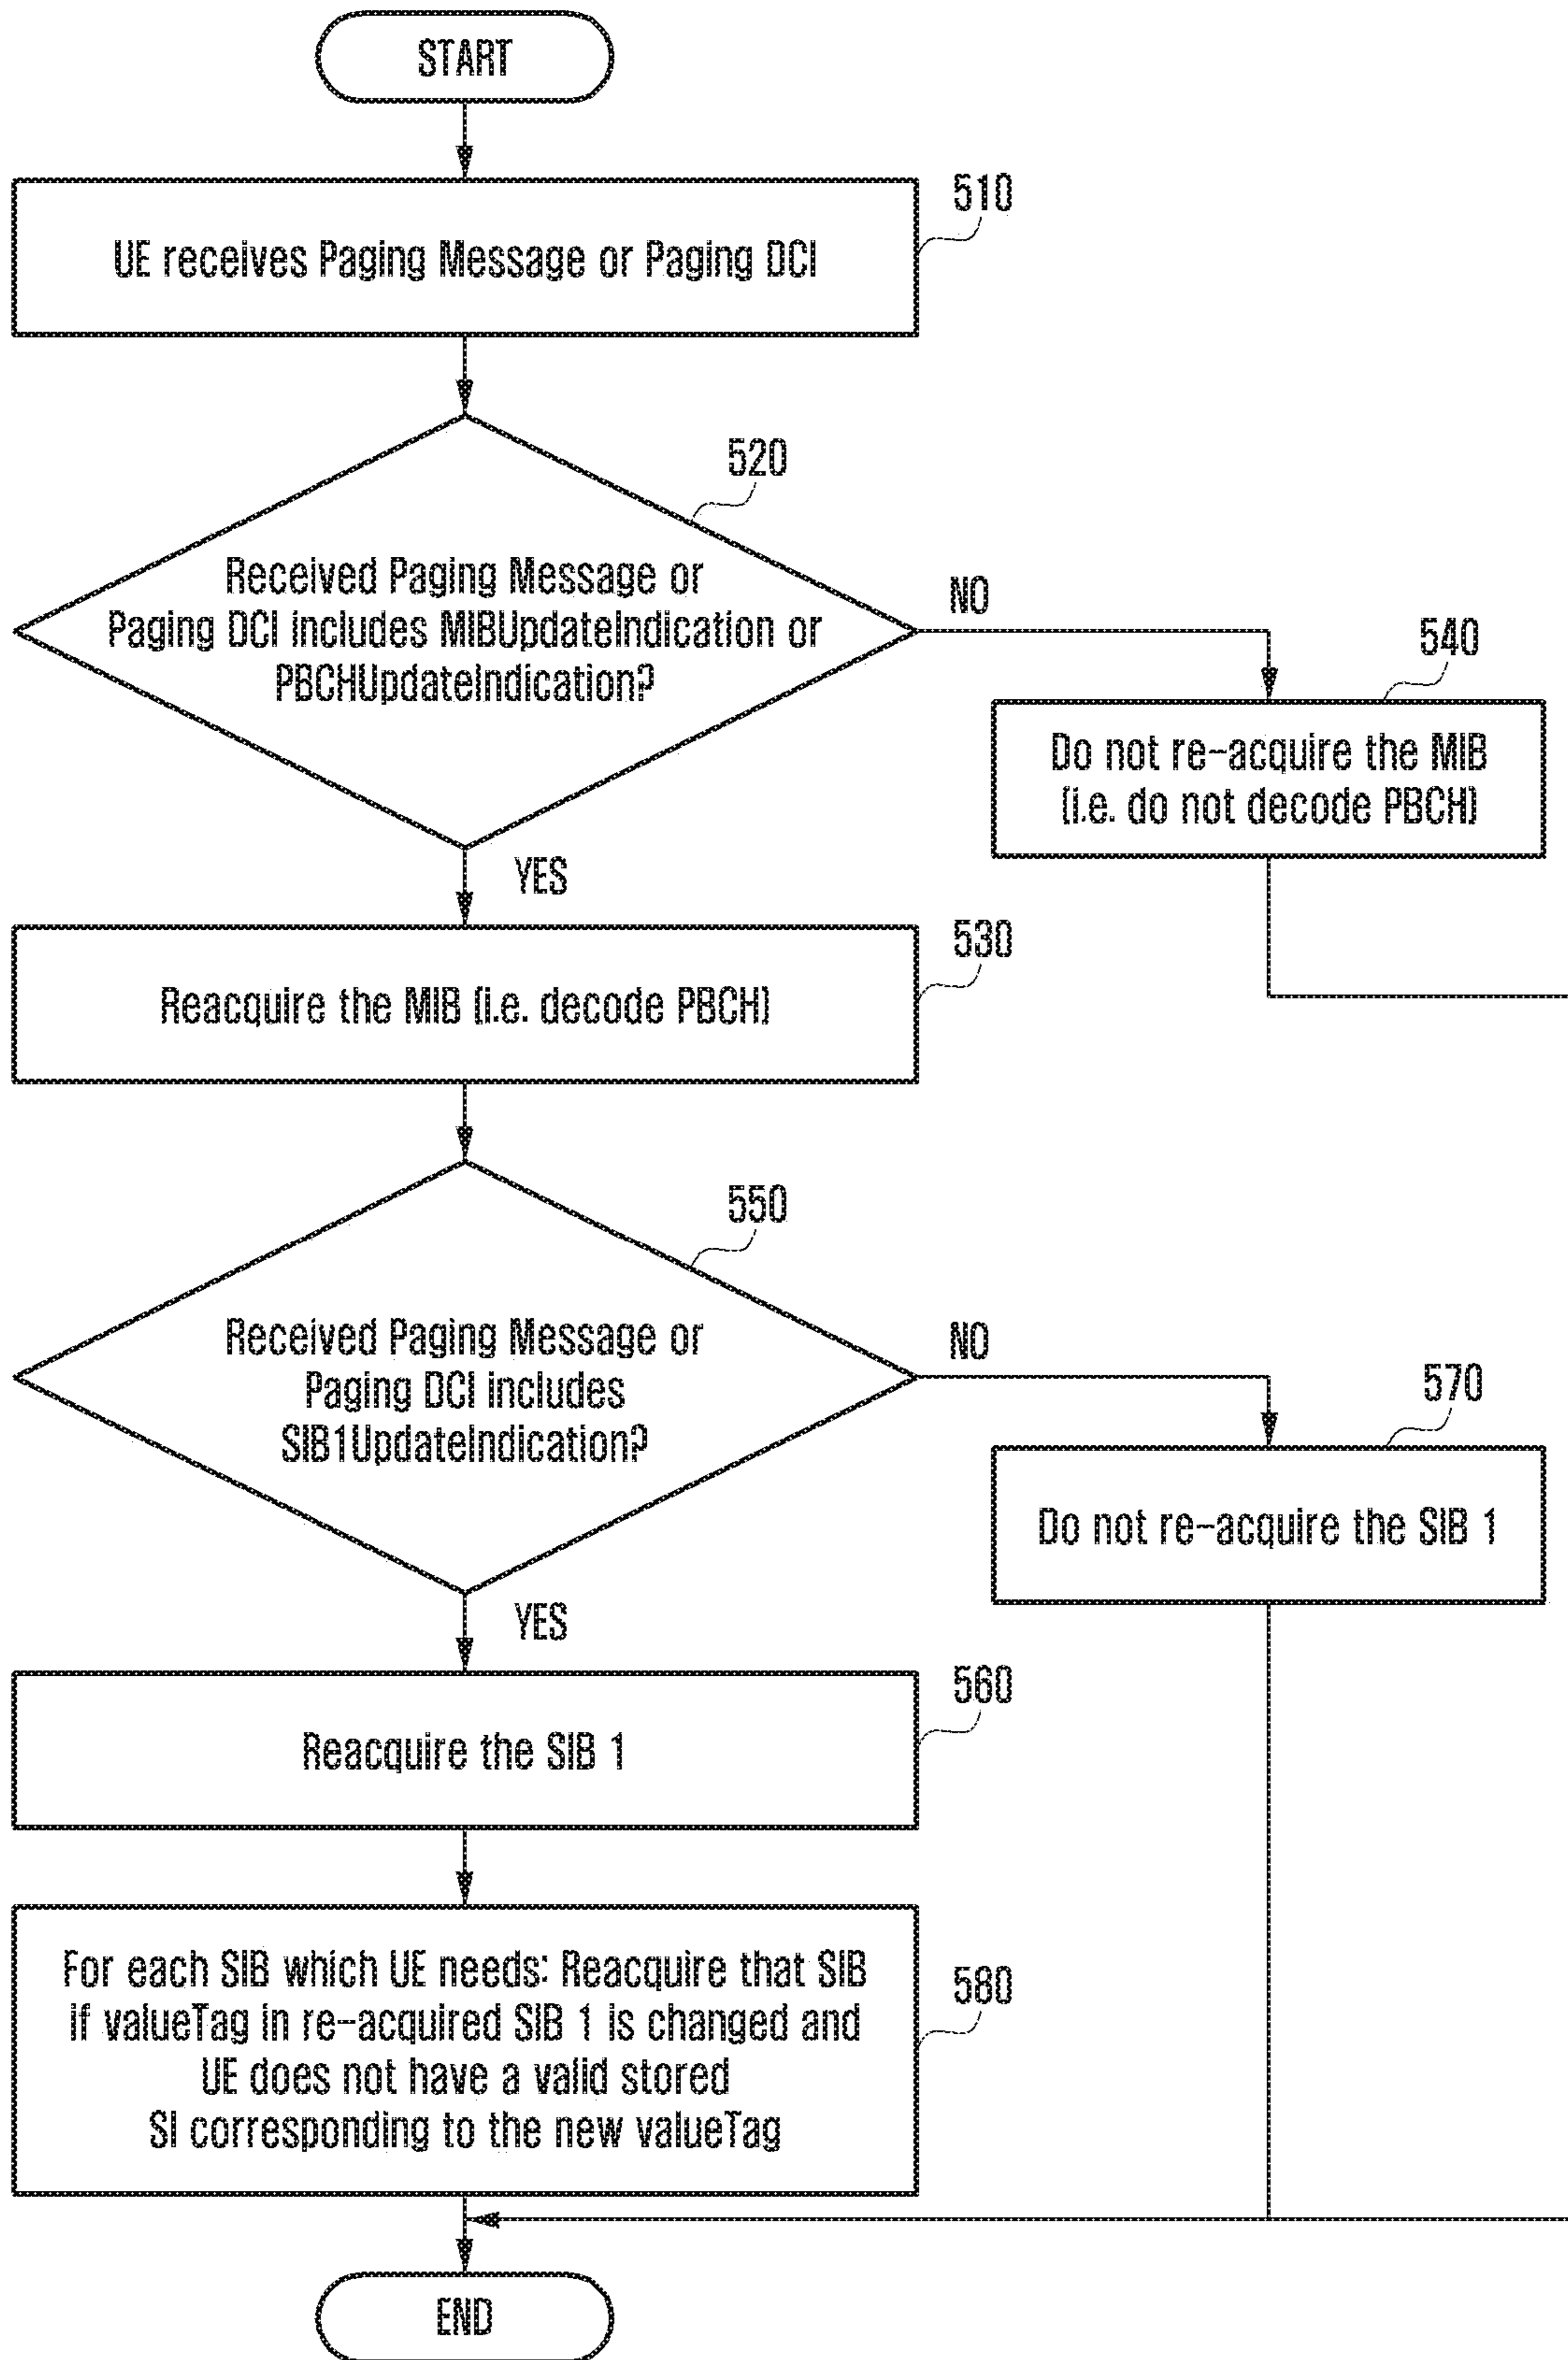 START
510
UE receives Paging Message or Paging DCI
520
Received Paging Message or
Paging DCI includes MIBUpdateIndication or
PBCHUpdateIndication?
NO
540
Do not re-acquire the MIB
(i.e. do not decode PBCH)
YES
530
Reacquire the MIB (i.e. decode PBCH)
550
Received Paging Message or
Paging DCI includes
SIB1UpdateIndication?
NO
570
Do not re-acquire the SIB 1
YES
560
Reacquire the SIB 1
580
For each SIB which UE needs: Reacquire that SIB
if valueTag in re-acquired SIB 1 is changed and
UE does not have a valid stored
SI corresponding to the new valueTag
END